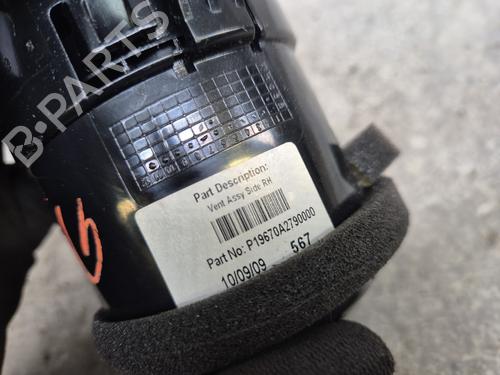 B-PARTS
Part Description:
Vent Assy Side RH
Part No: P19670A2790000
10/09/09 567